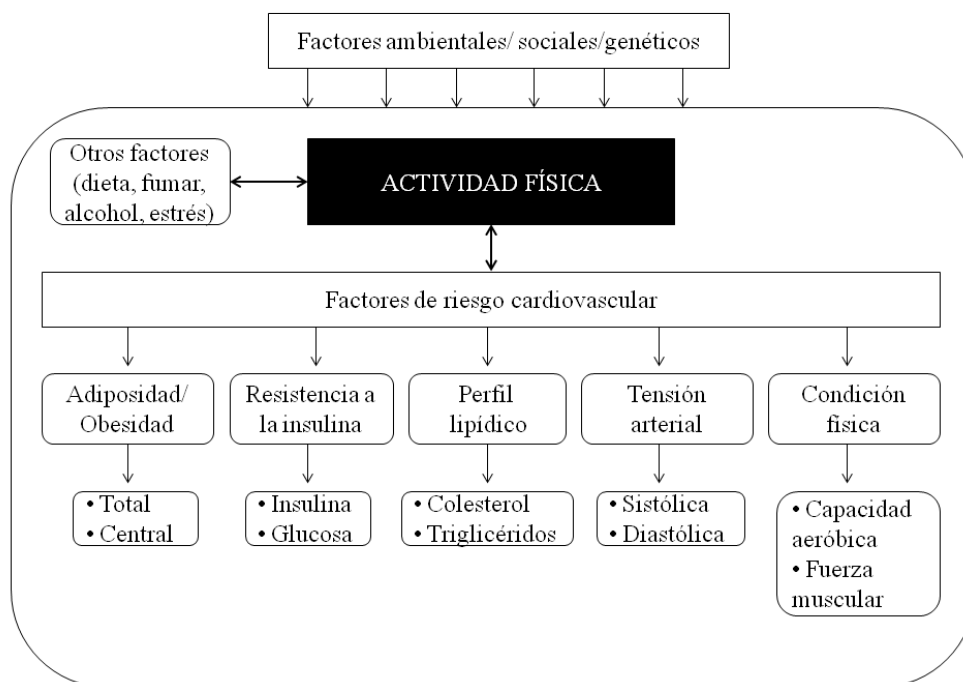 Factores ambientales/ sociales/genéticos
Otros factores
(dieta, fumar,
alcohol, estrés)
ACTIVIDAD FÍSICA
Factores de riesgo cardiovascular
Adiposidad/
Obesidad
Resistencia a
la insulina
Perfil
lipídico
Tensión
arterial
Condición
física
• Total
• Central
• Insulina
• Glucosa
• Colesterol
• Triglicéridos
• Sistólica
• Diastólica
• Capacidad
aeróbica
• Fuerza
muscular